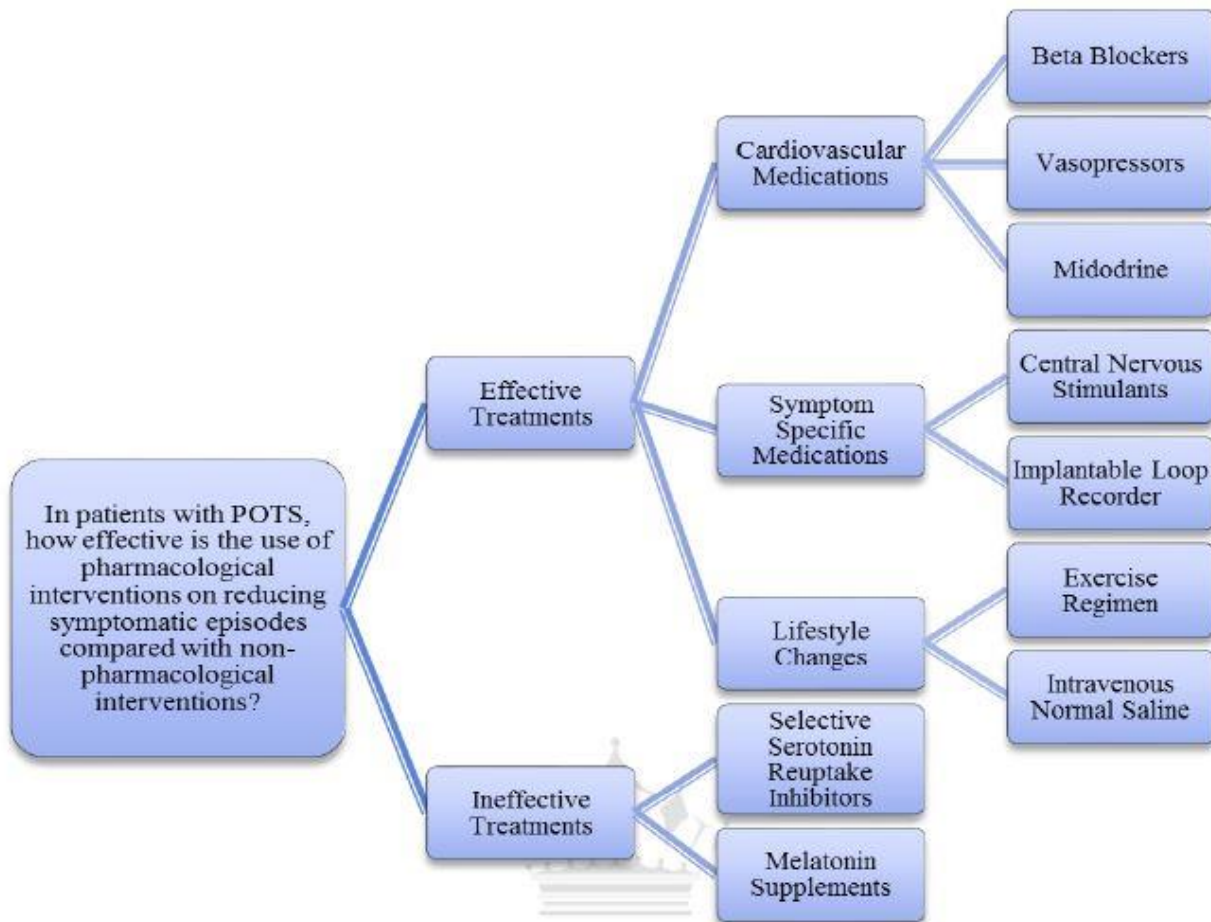 In patients with POTS,
how effective is the use of
pharmacological
interventions on reducing
symptomatic episodes
compared with non-
pharmacological
interventions?
Effective
Treatments
Cardiovascular
Medications
Beta Blockers
Vasopressors
Midodrine
Symptom
Specific
Medications
Central Nervous
Stimulants
Implantable Loop
Recorder
Lifestyle
Changes
Exercise
Regimen
Intravenous
Normal Saline
Ineffective
Treatments
Selective
Serotonin
Reuptake
Inhibitors
Melatonin
Supplements